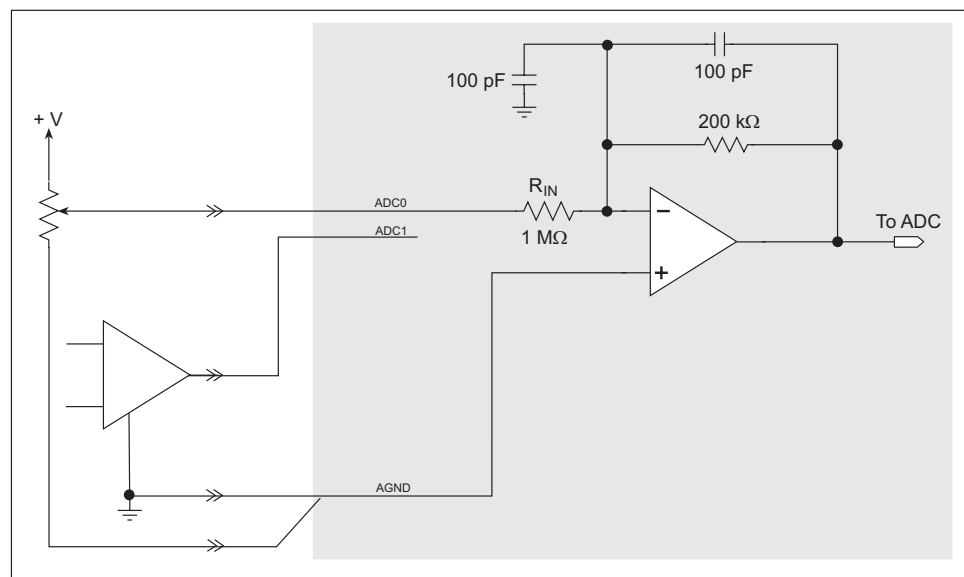 100 pF
100 pF
+ V
200 kΩ
R_IN
ADC0
−
To ADC
1 MΩ
ADC1
+
AGND